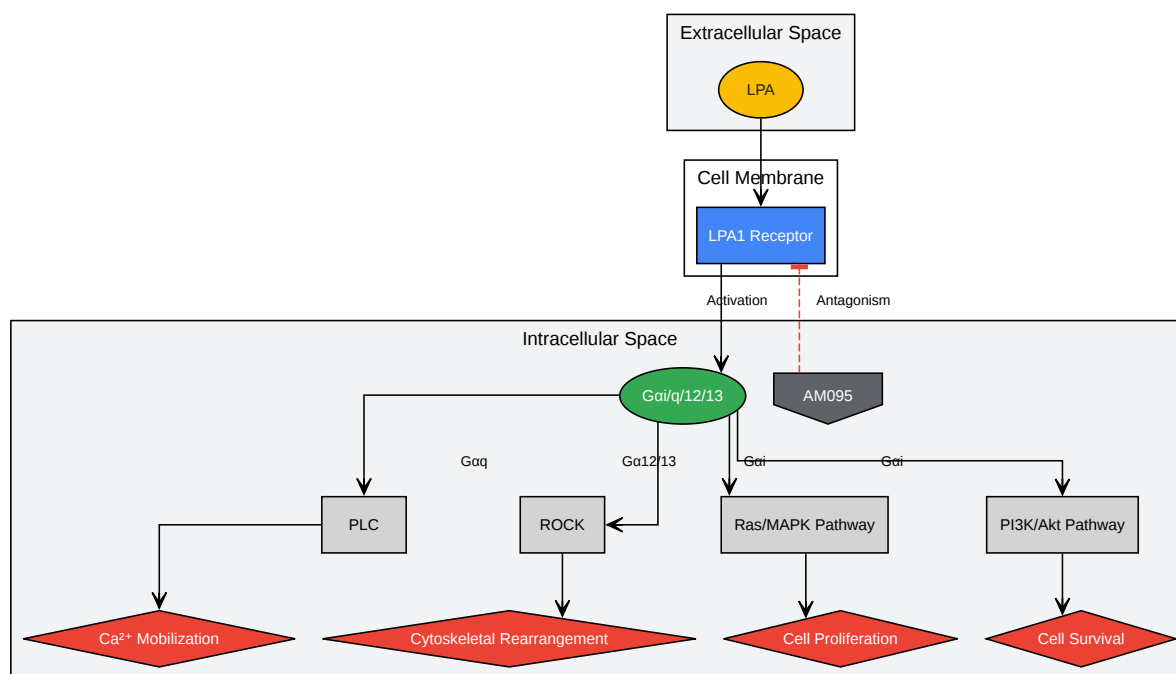 Extracellular Space
LPA
Cell Membrane
LPA1 Receptor
Activation
Antagonism
Intracellular Space
Gαi/q/12/13
AM095
Gαq
Gα12/13
Gαi
Gαi
PLC
ROCK
Ras/MAPK Pathway
PI3K/Akt Pathway
Ca²⁺ Mobilization
Cytoskeletal Rearrangement
Cell Proliferation
Cell Survival